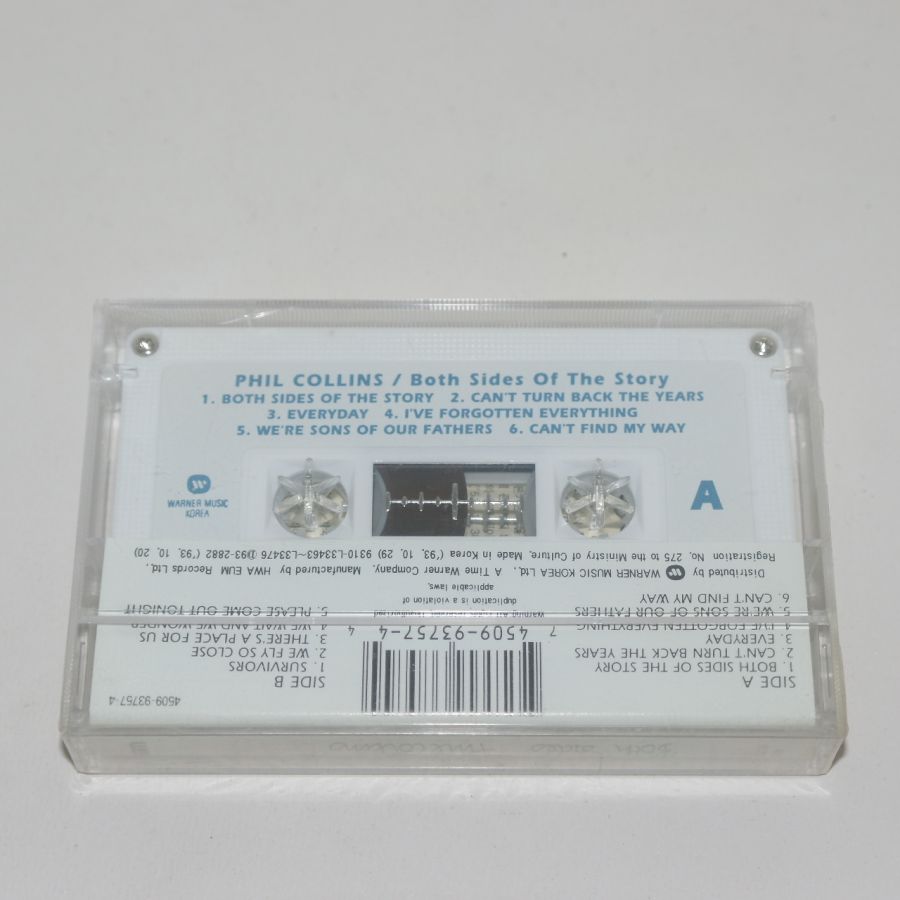 PHIL COLLINS / Both Sides Of The Story
1. BOTH SIDES OF THE STORY 2. CAN'T TURN BACK THE YEARS
3. EVERYDAY 4. I'VE FORGOTTEN EVERYTHING
5. WE'RE SONS OF OUR FATHERS 6. CAN'T FIND MY WAY
WARNER MUSIC
KOREA
A
SIDE A
1. BOTH SIDES OF THE STORY
2. CAN'T TURN BACK THE YEARS
3. EVERYDAY
4. I'VE FORGOTTEN EVERYTHING
5. WE'RE SONS OF OUR FATHERS
6. CAN'T FIND MY WAY
7 4509-93757-4 4
duplication is a violation of
applicable laws.
SIDE B
1. SURVIVORS
2. WE FLY SO CLOSE
3. THERE'S A PLACE FOR US
4. WE WAIT AND WE WONDER
5. PLEASE COME OUT TONIGHT
4509-93757-4
Distributed by WARNER MUSIC KOREA Ltd., A Time Warner Company. Manufactured by HWA EUM Records Ltd.
Registration No. 275 to the Ministry of Culture. Made in Korea ('93. 10. 29) 9310-L33463~L33476 ⓓ93-2882 ('93. 10. 20)